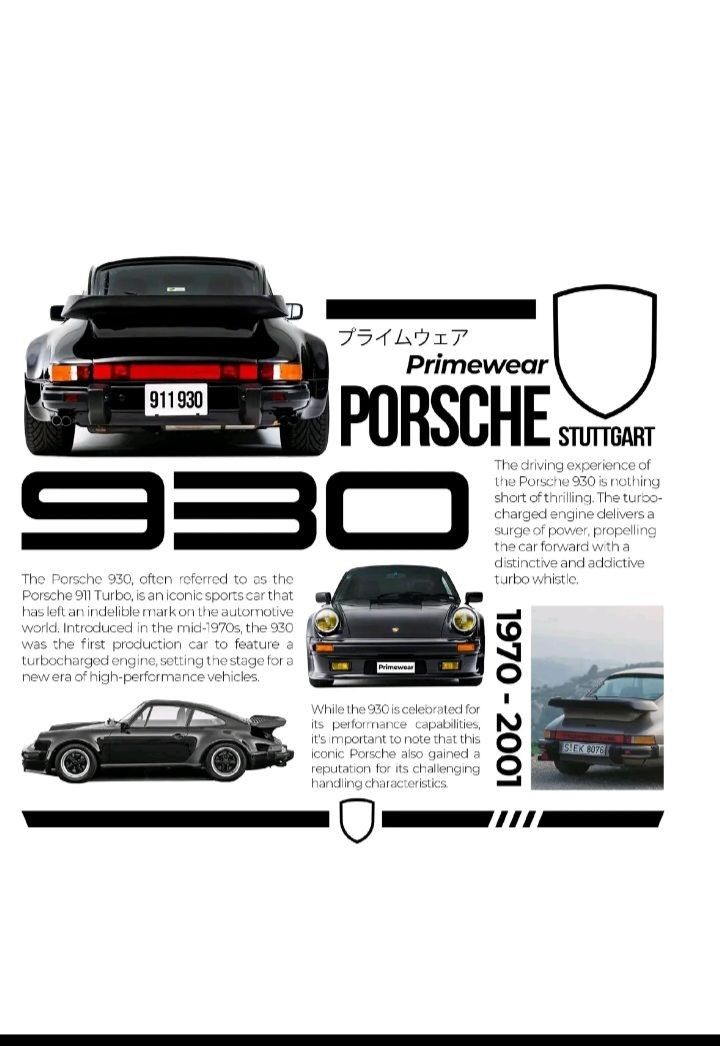 911 930
プライムウェア
Primewear
PORSCHE
STUTTGART
930
The driving experience of
the Porsche 930 is nothing
short of thrilling. The turbo-
charged engine delivers a
surge of power, propelling
the car forward with a
distinctive and addictive
turbo whistle.
The Porsche 930, often referred to as the
Porsche 911 Turbo, is an iconic sports car that
has left an indelible mark on the automotive
world. Introduced in the mid-1970s, the 930
was the first production car to feature a
turbocharged engine, setting the stage for a
new era of high-performance vehicles.
Primewear
While the 930 is celebrated for
its performance capabilities,
it's important to note that this
iconic Porsche also gained a
reputation for its challenging
handling characteristics.
1970 - 2001
S EK 8076